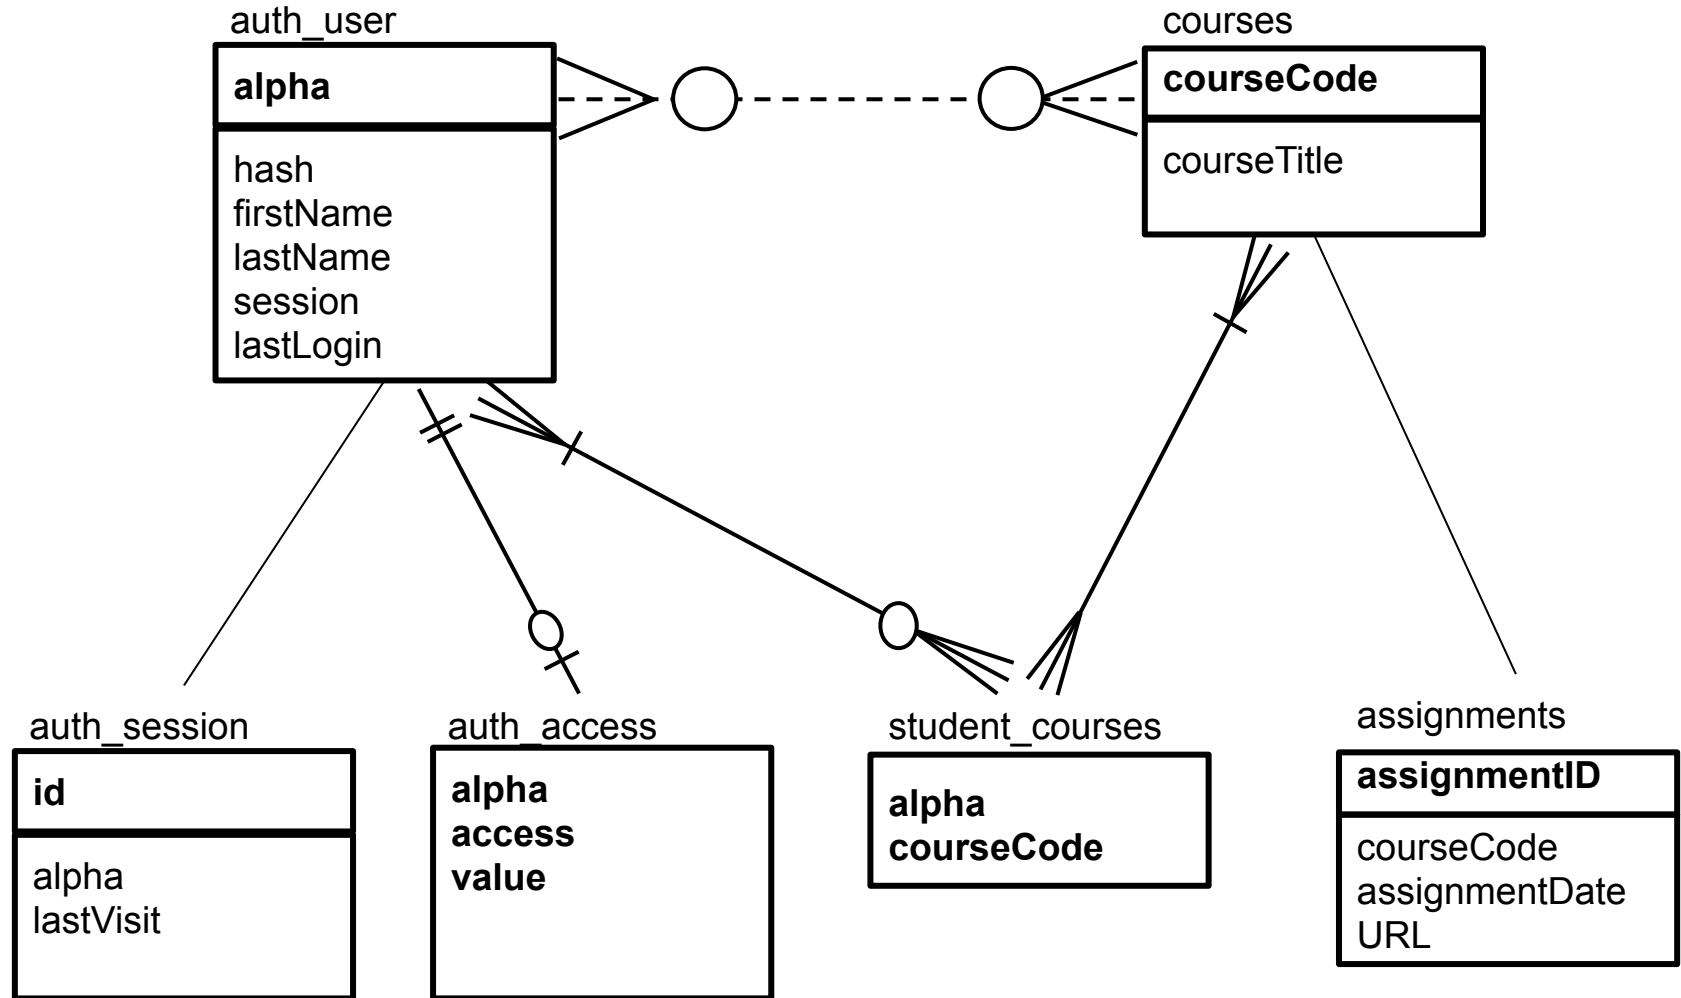 auth_user
alpha
hash
firstName
lastName
session
lastLogin
courses
courseCode
courseTitle
auth_session
id
alpha
lastVisit
auth_access
alpha
access
value
student_courses
alpha
courseCode
assignments
assignmentID
courseCode
assignmentDate
URL